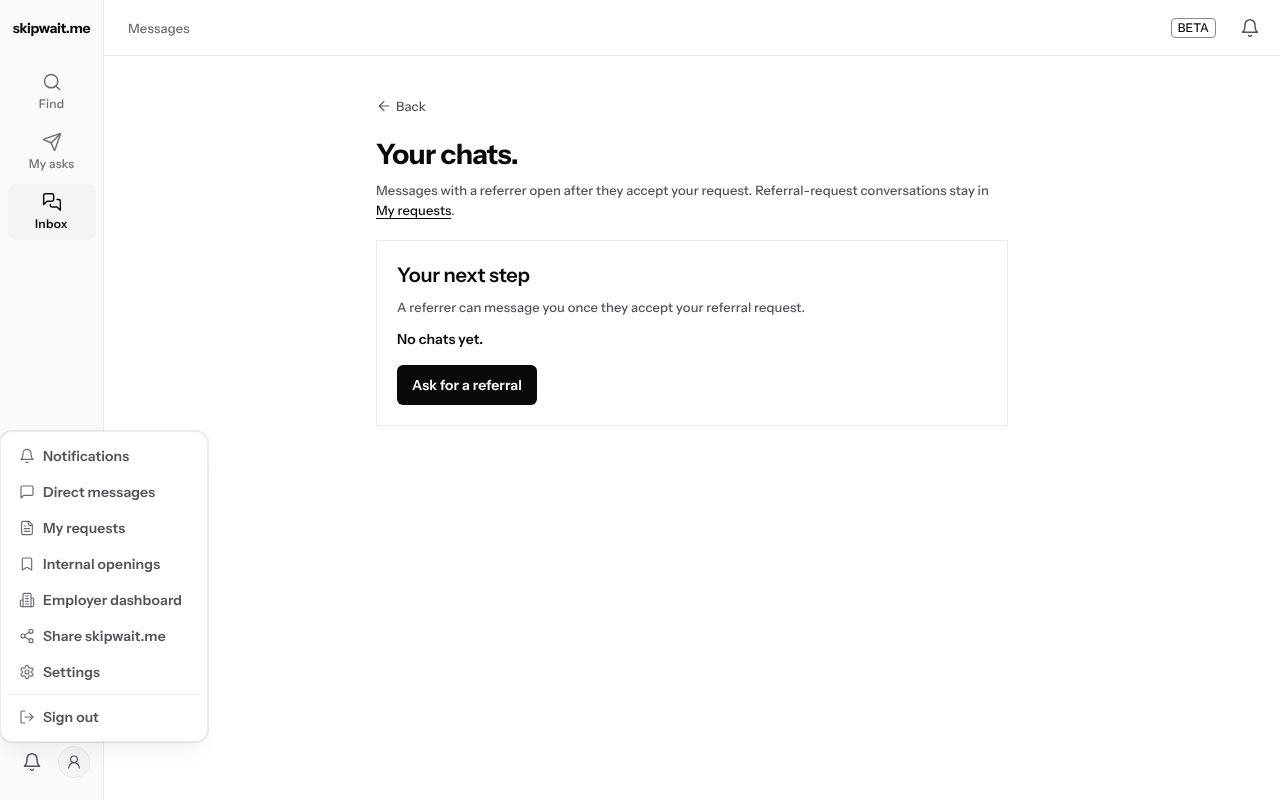 skipwait.me
Messages
BETA
Find
My asks
Inbox
Back
Your chats.
Messages with a referrer open after they accept your request. Referral-request conversations stay in
My requests.
Your next step
A referrer can message you once they accept your referral request.
No chats yet.
Ask for a referral
Notifications
Direct messages
My requests
Internal openings
Employer dashboard
Share skipwait.me
Settings
Sign out